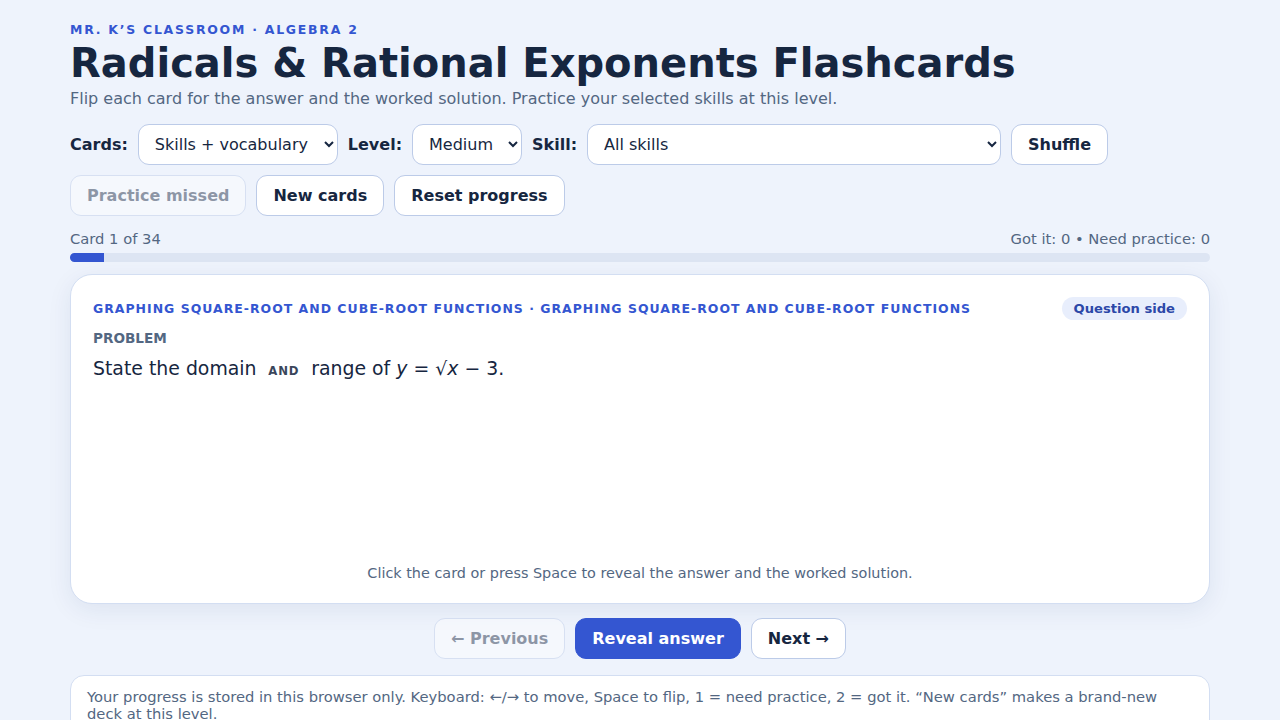 MR. K’S CLASSROOM · ALGEBRA 2
Radicals & Rational Exponents Flashcards
Flip each card for the answer and the worked solution. Practice your selected skills at this level.
Cards: Skills + vocabulary Level: Medium Skill: All skills Shuffle
Practice missed New cards Reset progress
Card 1 of 34 Got it: 0 • Need practice: 0
GRAPHING SQUARE-ROOT AND CUBE-ROOT FUNCTIONS · GRAPHING SQUARE-ROOT AND CUBE-ROOT FUNCTIONS Question side
PROBLEM
State the domain AND range of y = √x − 3.
Click the card or press Space to reveal the answer and the worked solution.
← Previous Reveal answer Next →
Your progress is stored in this browser only. Keyboard: ←/→ to move, Space to flip, 1 = need practice, 2 = got it. “New cards” makes a brand-new
deck at this level.